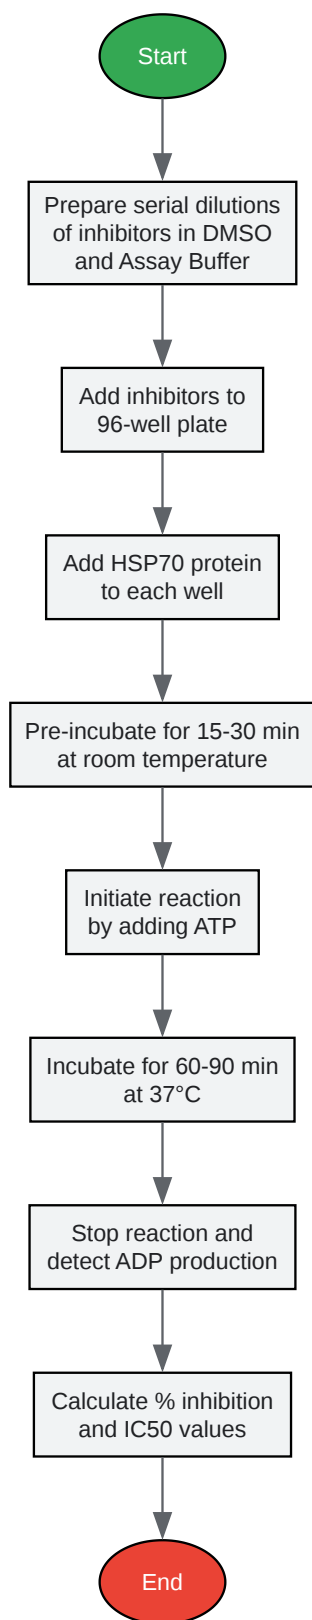 Start
Prepare serial dilutions
of inhibitors in DMSO
and Assay Buffer
Add inhibitors to
96-well plate
Add HSP70 protein
to each well
Pre-incubate for 15-30 min
at room temperature
Initiate reaction
by adding ATP
Incubate for 60-90 min
at 37°C
Stop reaction and
detect ADP production
Calculate % inhibition
and IC50 values
End